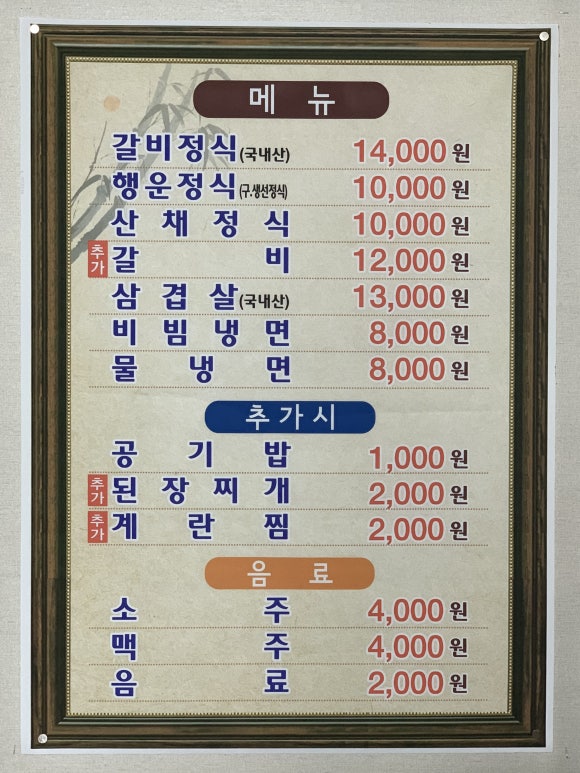 메 뉴
갈비정식(국내산) 14,000원
행운정식(구.생선정식) 10,000원
산 채 정 식 10,000원
추가 갈 비 12,000원
삼 겹 살(국내산) 13,000원
비 빔 냉 면 8,000원
물 냉 면 8,000원
추가시
공 기 밥 1,000원
추가 된 장 찌 개 2,000원
추가 계 란 찜 2,000원
음 료
소 주 4,000원
맥 주 4,000원
음 료 2,000원